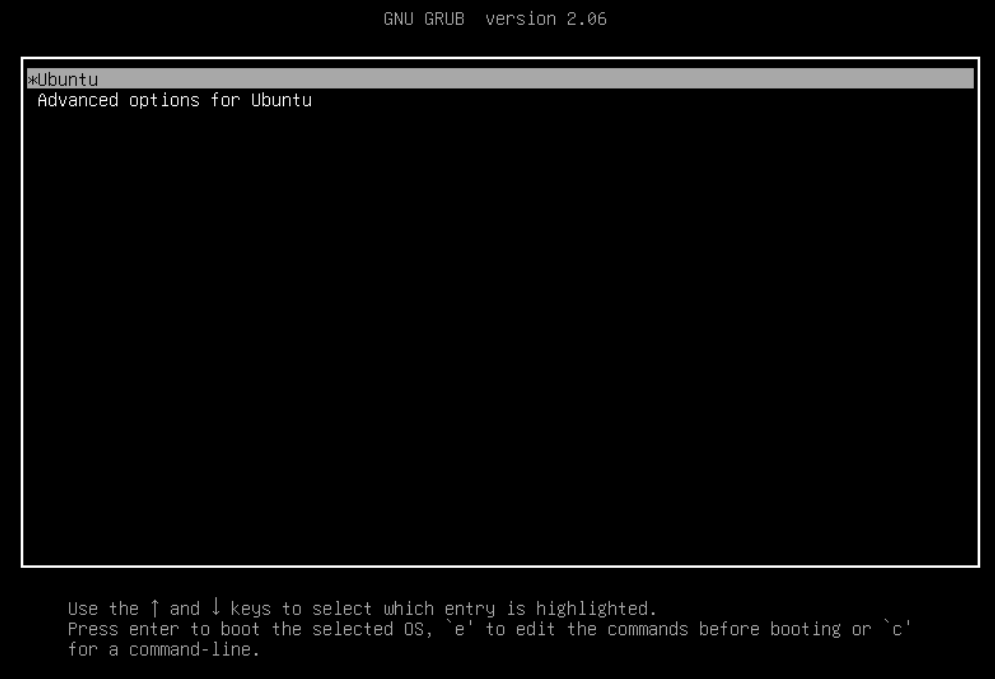 GNU GRUB  version 2.06
*Ubuntu
Advanced options for Ubuntu
Use the ↑ and ↓ keys to select which entry is highlighted.
Press enter to boot the selected OS, `e' to edit the commands before booting or `c'
for a command-line.